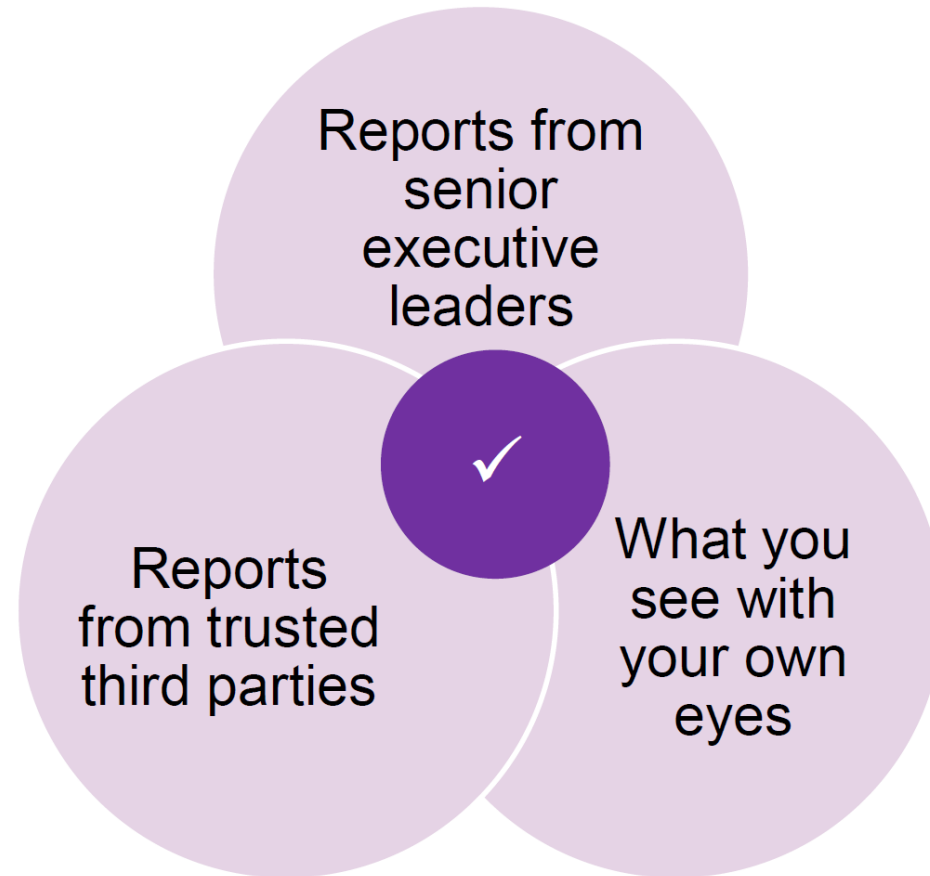 Reports from
senior
executive
leaders
✓
Reports
from trusted
third parties
What you
see with
your own
eyes